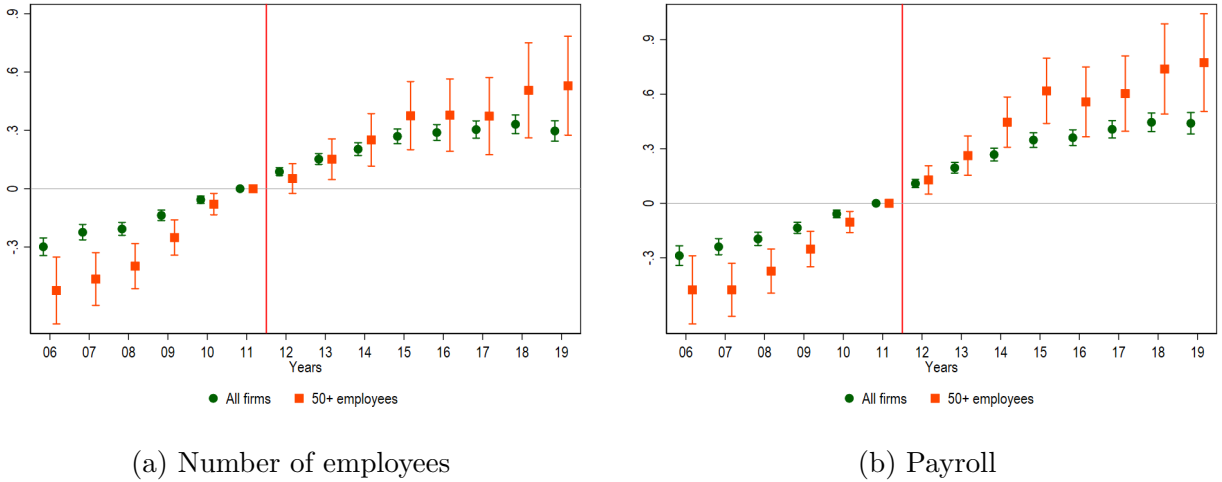 .9
.6
.3
0
-.3
06 07 08 09 10 11 12 13 14 15 16 17 18 19
Years
All firms 50+ employees
(a) Number of employees
.9
.6
.3
0
-.3
06 07 08 09 10 11 12 13 14 15 16 17 18 19
Years
All firms 50+ employees
(b) Payroll